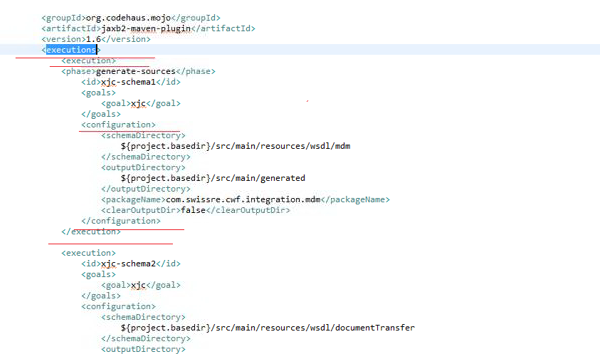 <groupId>org.codehaus.mojo</groupId>
<artifactId>jaxb2-maven-plugin</artifactId>
<version>1.6</version>
<executions>
<execution>
<phase>generate-sources</phase>
<id>xjc-schema1</id>
<goals>
<goal>xjc</goal>
</goals>
<configuration>
<schemaDirectory>
${project.basedir}/src/main/resources/wsdl/mdm
</schemaDirectory>
<outputDirectory>
${project.basedir}/src/main/generated
</outputDirectory>
<packageName>com.swissre.cwf.integration.mdm</packageName>
<clearOutputDir>false</clearOutputDir>
</configuration>
</execution>
<execution>
<id>xjc-schema2</id>
<goals>
<goal>xjc</goal>
</goals>
<configuration>
<schemaDirectory>
${project.basedir}/src/main/resources/wsdl/documentTransfer
</schemaDirectory>
<outputDirectory>